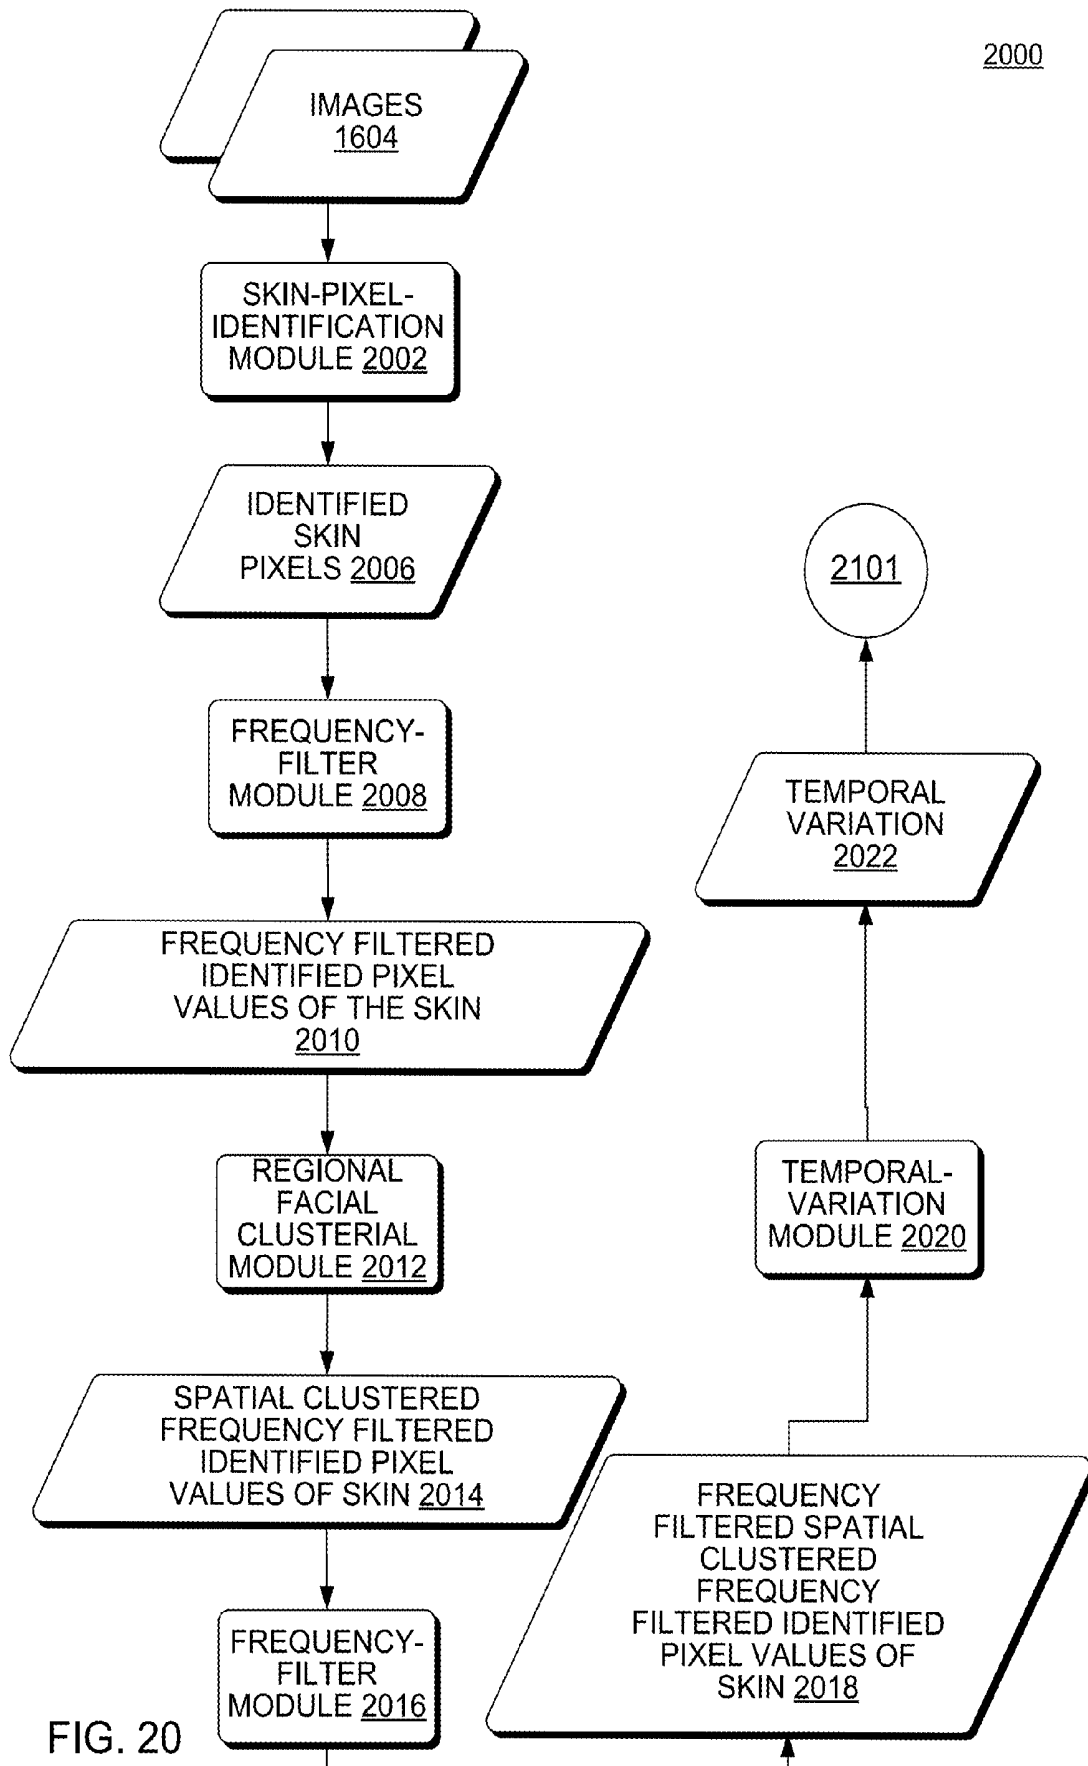 2000
IMAGES
1604
SKIN-PIXEL-
IDENTIFICATION
MODULE 2002
IDENTIFIED
SKIN
PIXELS 2006
FREQUENCY-
FILTER
MODULE 2008
FREQUENCY FILTERED
IDENTIFIED PIXEL
VALUES OF THE SKIN
2010
REGIONAL
FACIAL
CLUSTERIAL
MODULE 2012
SPATIAL CLUSTERED
FREQUENCY FILTERED
IDENTIFIED PIXEL
VALUES OF SKIN 2014
FREQUENCY-
FILTER
MODULE 2016
FREQUENCY
FILTERED SPATIAL
CLUSTERED
FREQUENCY
FILTERED IDENTIFIED
PIXEL VALUES OF
SKIN 2018
TEMPORAL-
VARIATION
MODULE 2020
TEMPORAL
VARIATION
2022
2101
FIG. 20